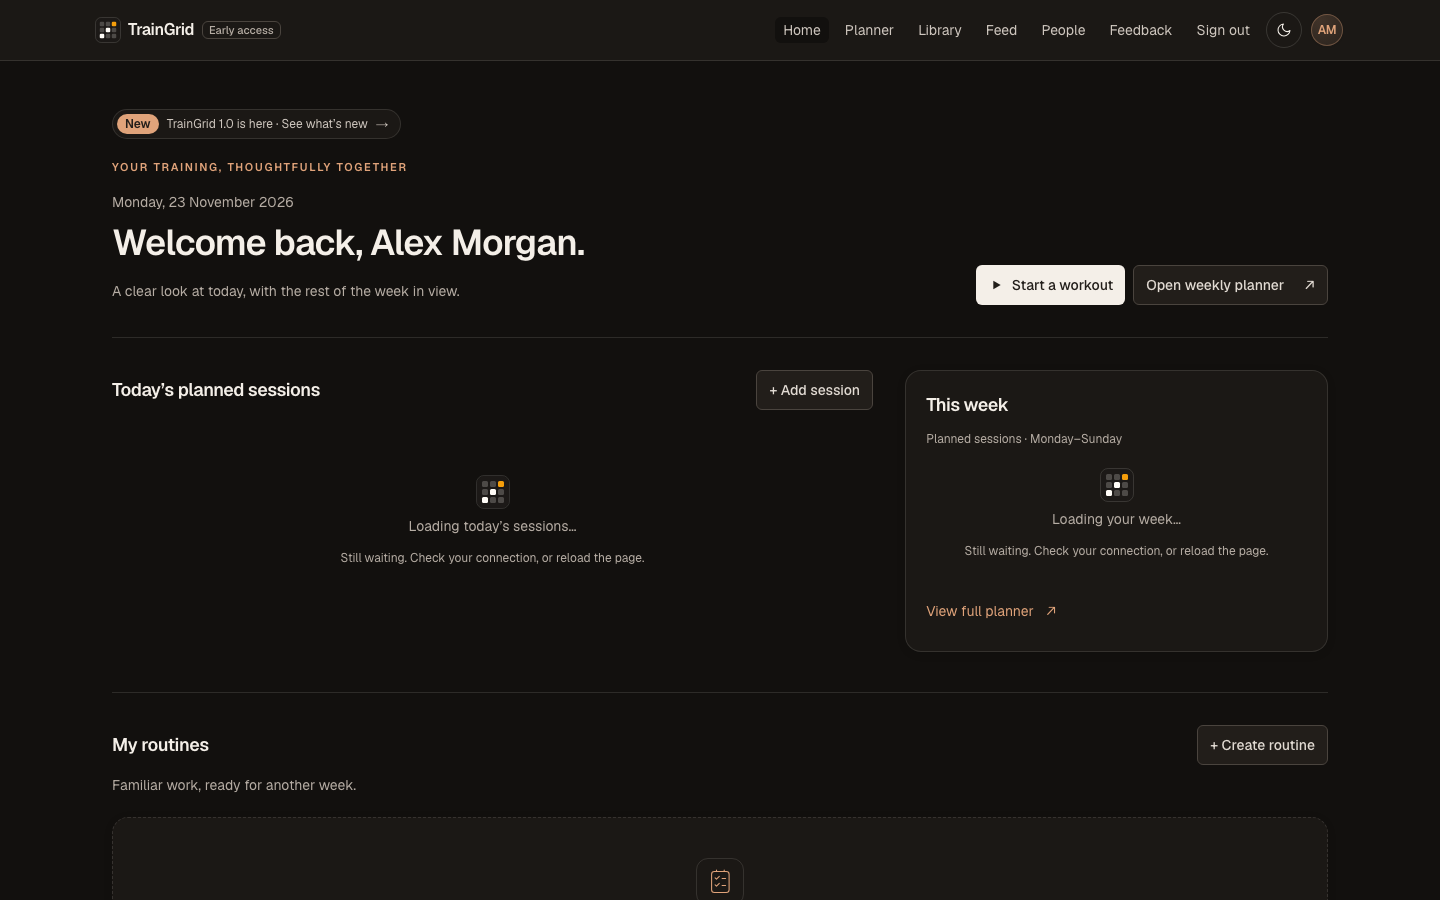 TrainGrid Early access
Home Planner Library Feed People Feedback Sign out AM
New TrainGrid 1.0 is here · See what’s new →
YOUR TRAINING, THOUGHTFULLY TOGETHER
Monday, 23 November 2026
Welcome back, Alex Morgan.
A clear look at today, with the rest of the week in view.
Start a workout
Open weekly planner ↗
Today’s planned sessions
+ Add session
Loading today’s sessions…
Still waiting. Check your connection, or reload the page.
This week
Planned sessions · Monday–Sunday
Loading your week…
Still waiting. Check your connection, or reload the page.
View full planner ↗
My routines
+ Create routine
Familiar work, ready for another week.